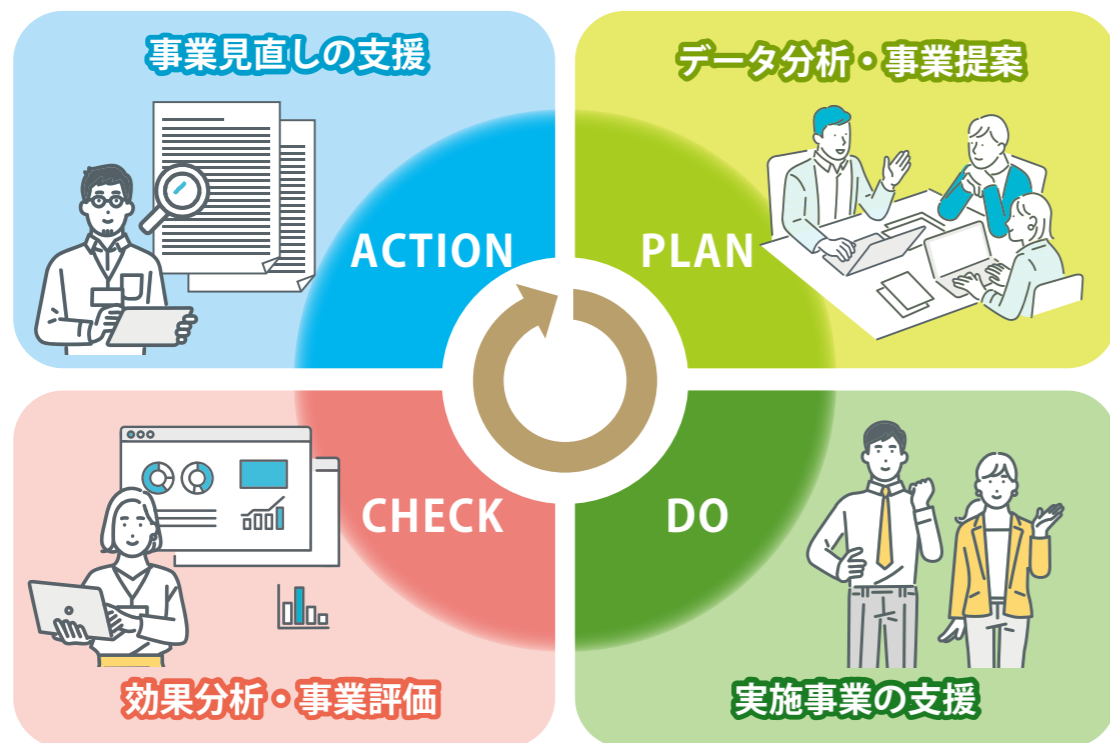 事業見直しの支援
データ分析・事業提案
ACTION
PLAN
CHECK
DO
効果分析・事業評価
実施事業の支援